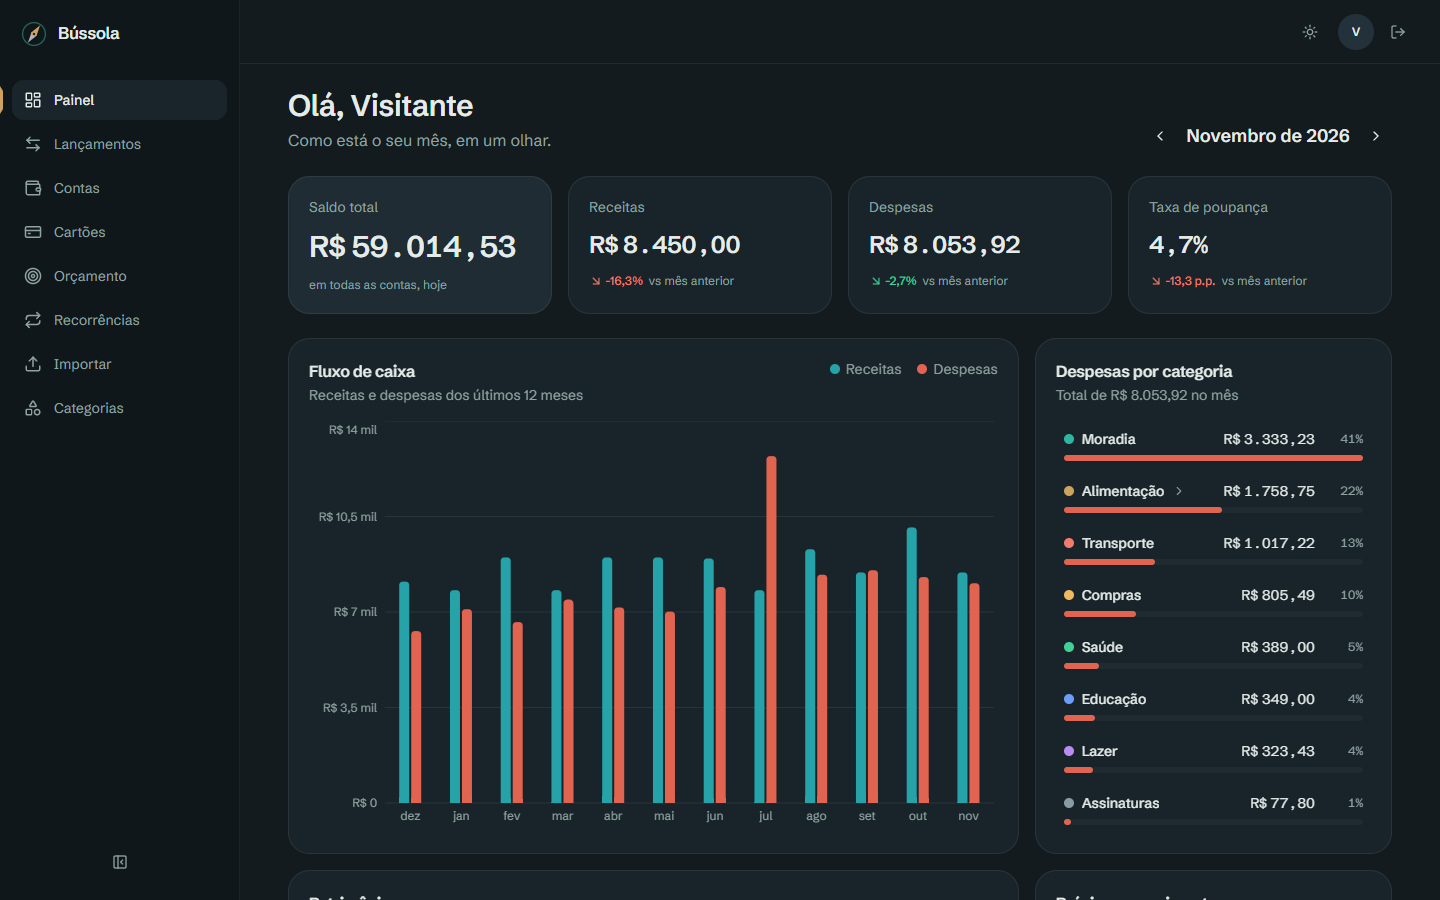 Bússola
V
Painel
Lançamentos
Contas
Cartões
Orçamento
Recorrências
Importar
Categorias
Olá, Visitante
Como está o seu mês, em um olhar.
Novembro de 2026
Saldo total
R$ 59.014,53
em todas as contas, hoje
Receitas
R$ 8.450,00
-16,3% vs mês anterior
Despesas
R$ 8.053,92
-2,7% vs mês anterior
Taxa de poupança
4,7%
-13,3 p.p. vs mês anterior
Fluxo de caixa
Receitas e despesas dos últimos 12 meses
Receitas
Despesas
R$ 14 mil
R$ 10,5 mil
R$ 7 mil
R$ 3,5 mil
R$ 0
dez jan fev mar abr mai jun jul ago set out nov
Despesas por categoria
Total de R$ 8.053,92 no mês
Moradia R$ 3.333,23 41%
Alimentação R$ 1.758,75 22%
Transporte R$ 1.017,22 13%
Compras R$ 805,49 10%
Saúde R$ 389,00 5%
Educação R$ 349,00 4%
Lazer R$ 323,43 4%
Assinaturas R$ 77,80 1%